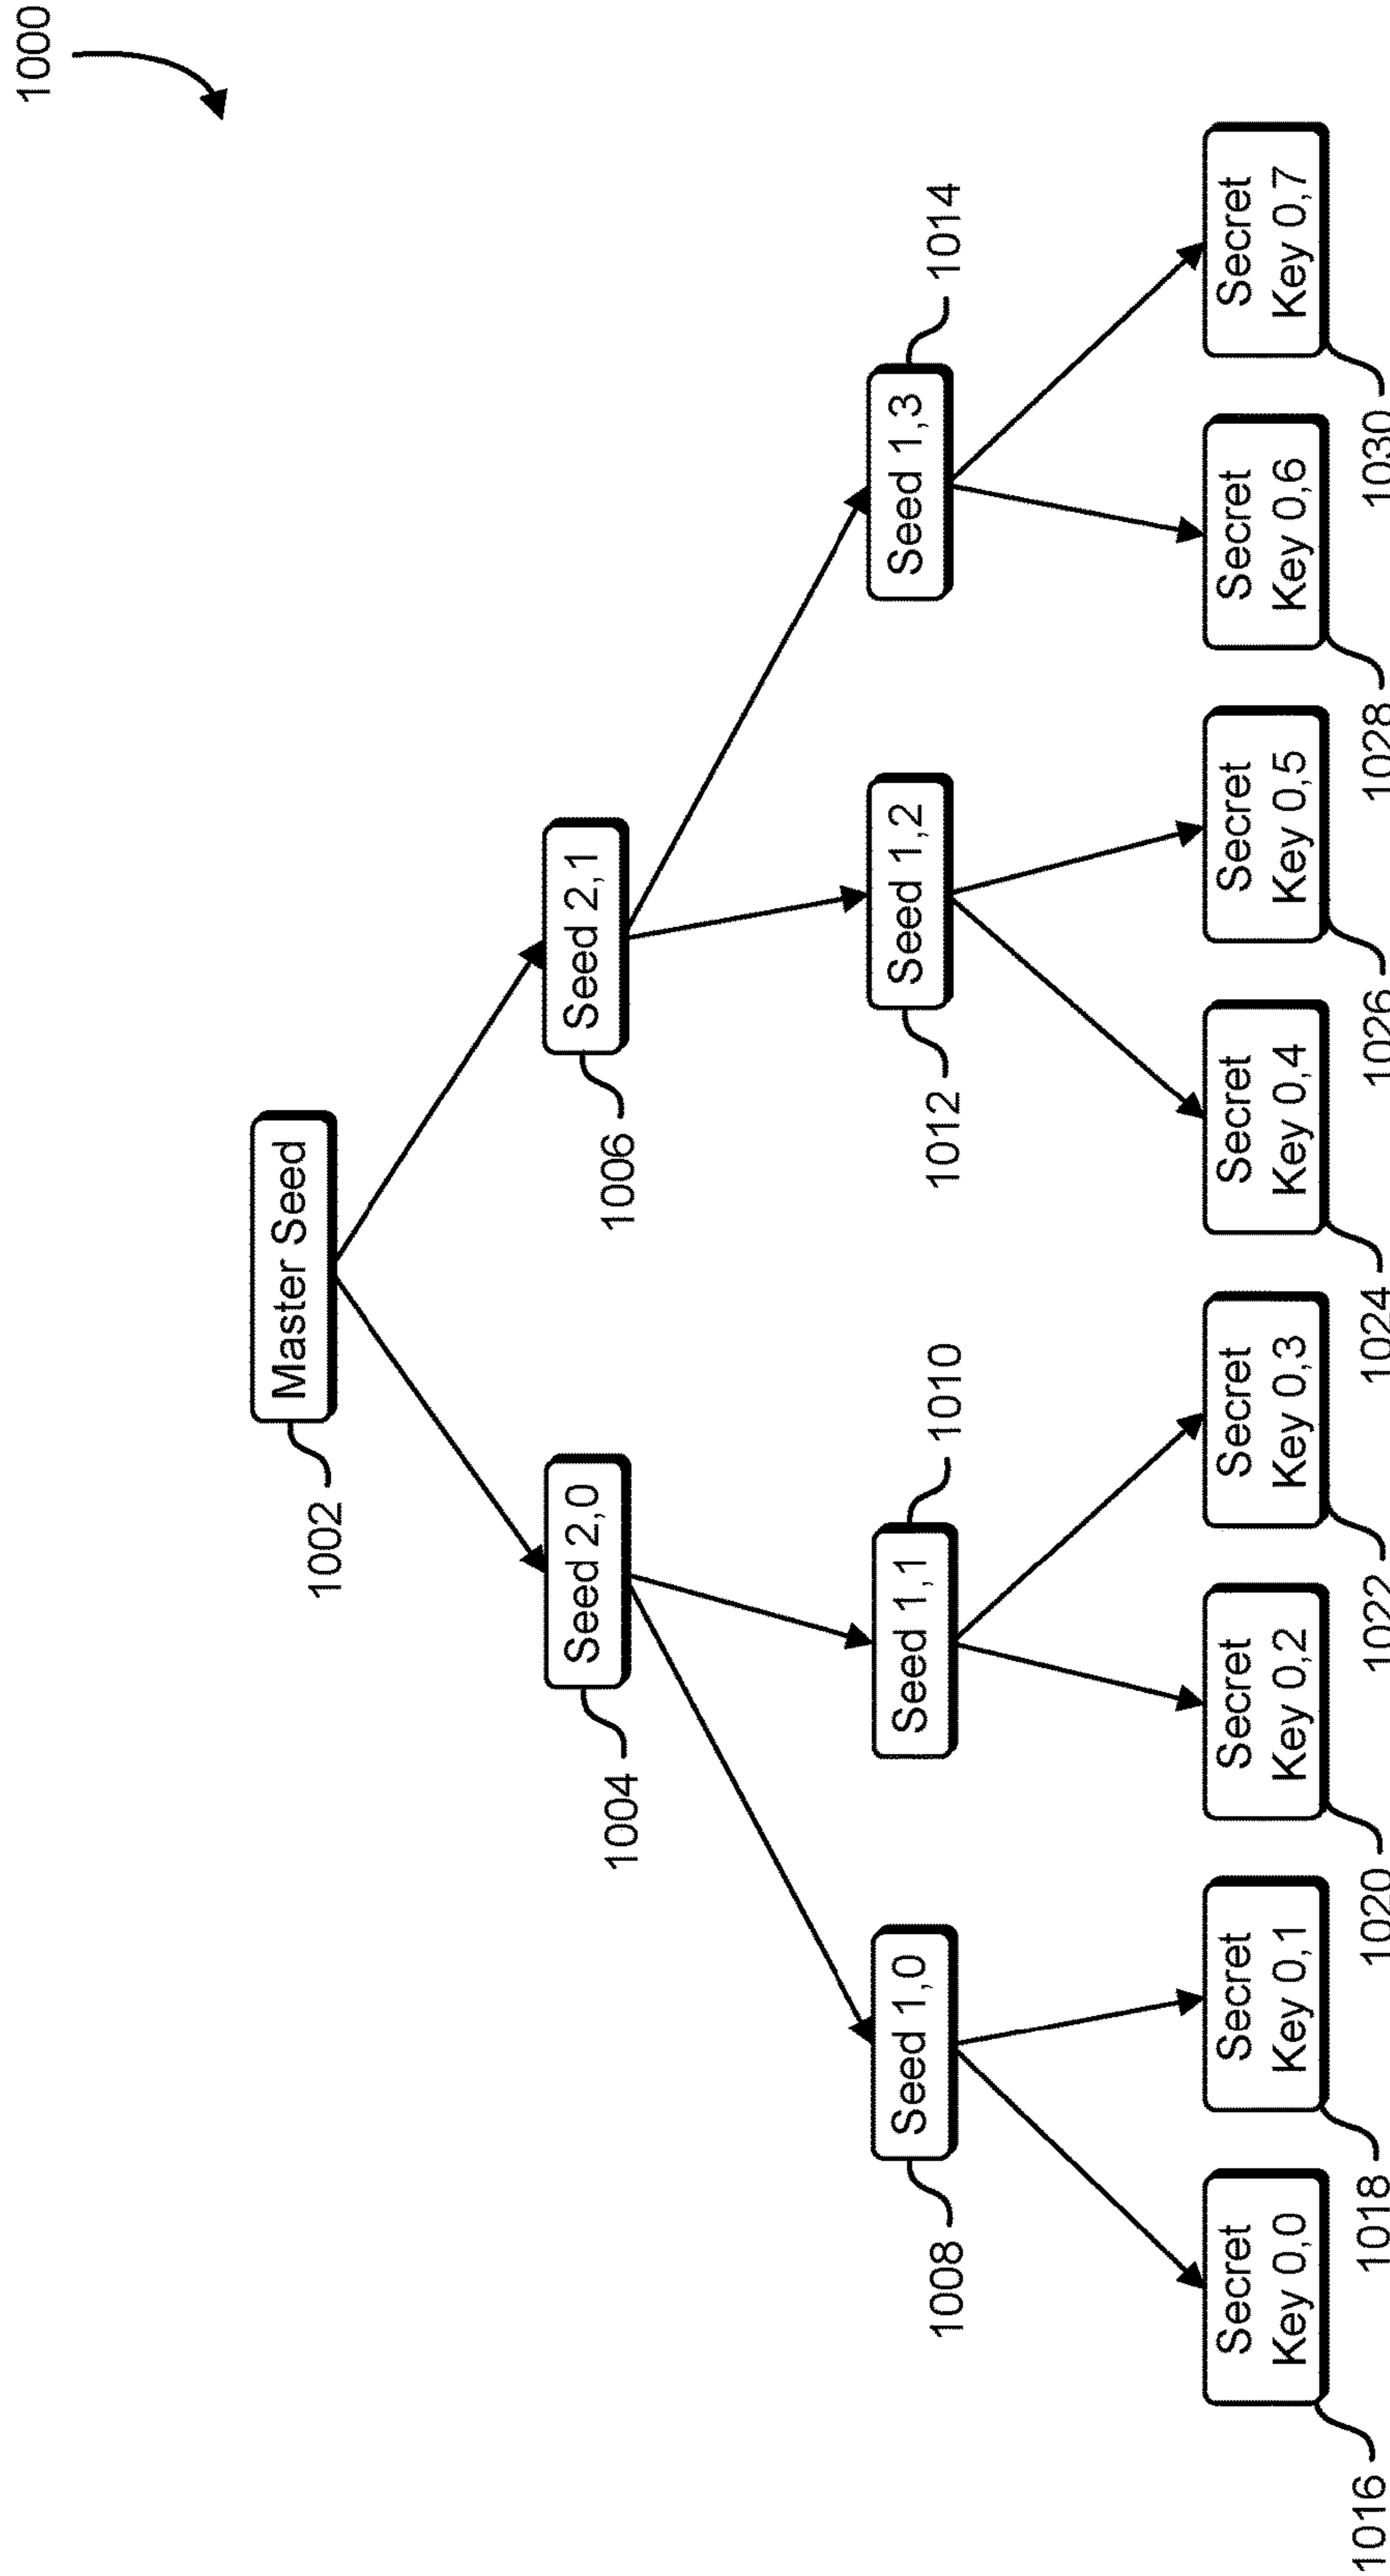 1000
Master Seed
1002
Seed 2,0
Seed 2,1
1004
1006
Seed 1,0
Seed 1,1
Seed 1,2
Seed 1,3
1008
1010
1012
1014
Secret
Key 0,0
Secret
Key 0,1
Secret
Key 0,2
Secret
Key 0,3
Secret
Key 0,4
Secret
Key 0,5
Secret
Key 0,6
Secret
Key 0,7
1016
1018
1020
1022
1024
1026
1028
1030